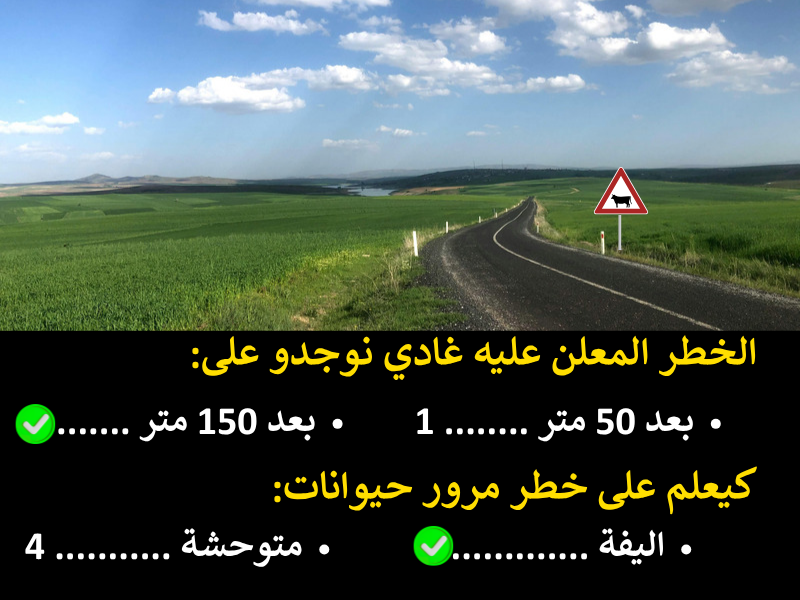 الخطر المعلن عليه غادي نوجدو على:
• بعد 50 متر ........ 1 • بعد 150 متر .......
كيعلم على خطر مرور حيوانات:
• اليفة ............. • متوحشة ........... 4